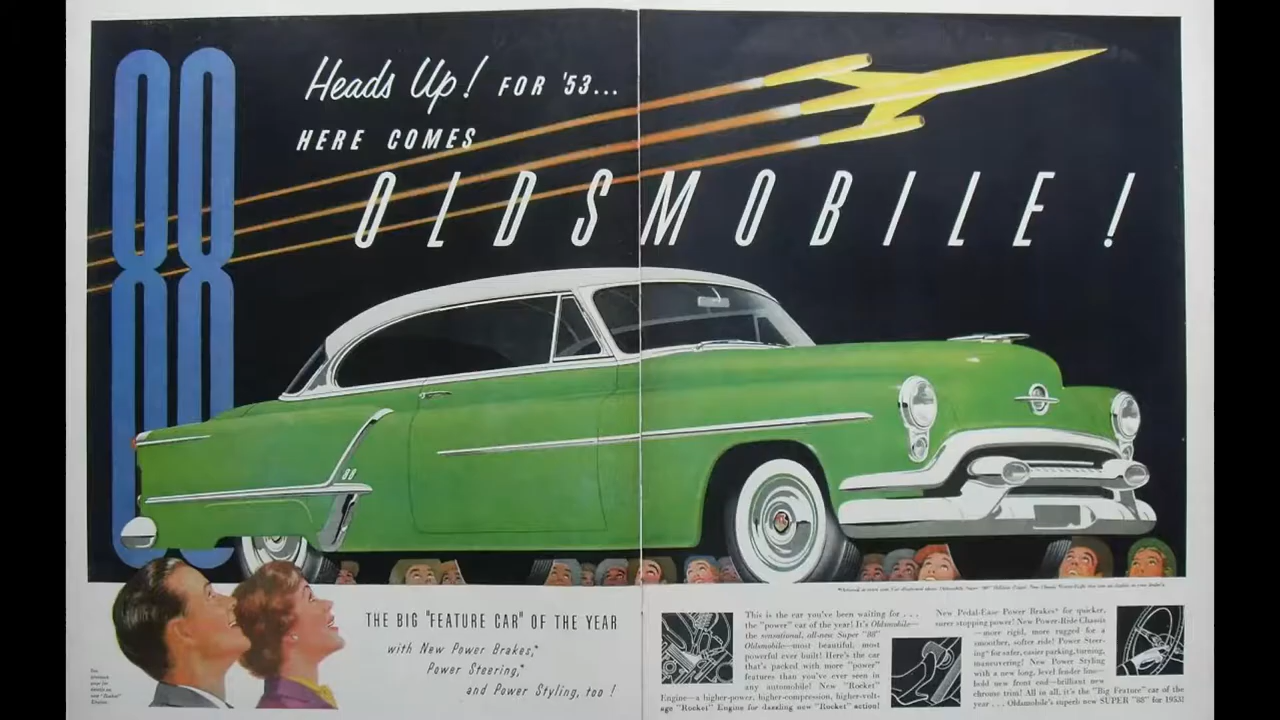 88
Heads Up! FOR '53...
HERE COMES
OLDSMOBILE!
88
THE BIG "FEATURE CAR" OF THE YEAR
with New Power Brakes,*
Power Steering,*
and Power Styling, too!
This is the car you've been waiting for . . .
the "power" car of the year! It's Oldsmobile—
the sensational, all-new Super "88"
Oldsmobile—most beautiful, most
powerful ever built! Here's the car
that's packed with more "power"
features than you've ever seen in
any automobile! New "Rocket"
Engine—a higher-power, higher-compression, higher-volt-
age "Rocket" Engine for dazzling new "Rocket" action!
New Pedal-Ease Power Brakes* for quicker,
surer stopping power! New Power-Ride Chassis
—more rigid, more rugged for a
smoother, softer ride! Power Steer-
ing* for safer, easier parking, turning,
maneuvering! New Power Styling
with a new long, level fender line—
bold new front end—brilliant new
chrome trim! All in all, it's the "Big Feature" car of the
year . . . Oldsmobile's superb new SUPER "88" for 1953!